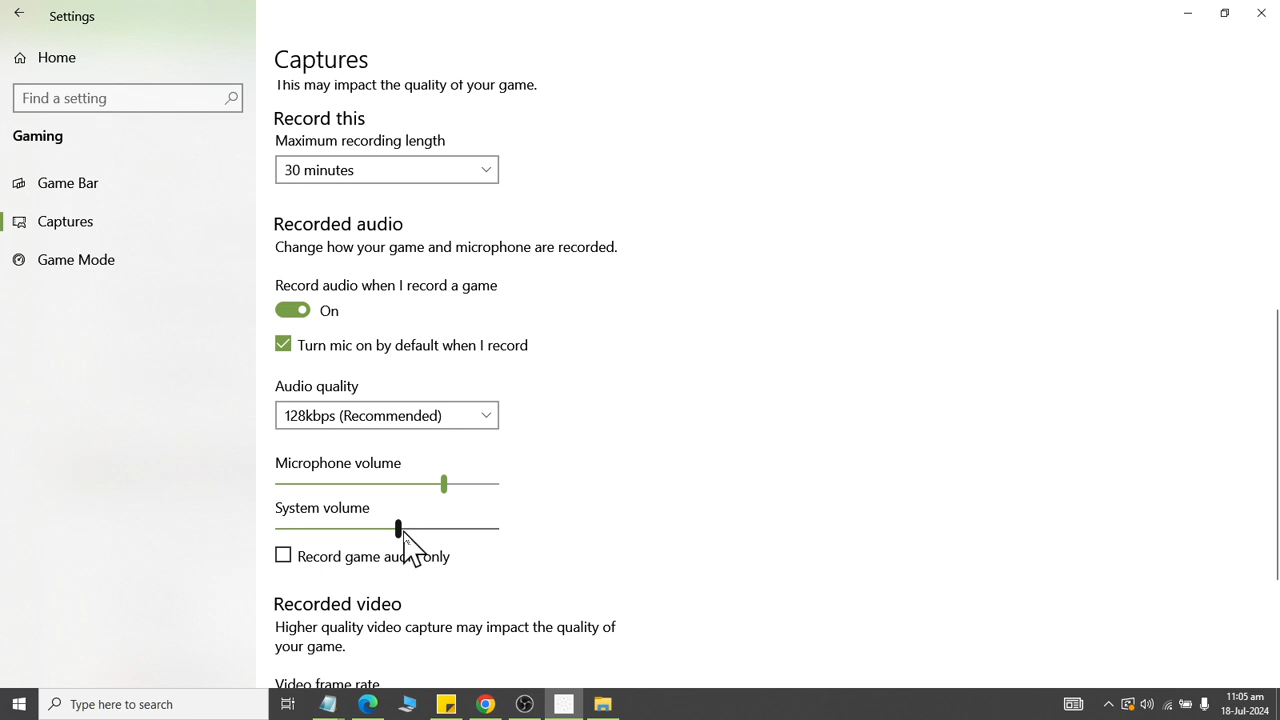 Settings
Home
Find a setting
Gaming
Game Bar
Captures
Game Mode
Captures
This may impact the quality of your game.
Record this
Maximum recording length
30 minutes
Recorded audio
Change how your game and microphone are recorded.
Record audio when I record a game
On
Turn mic on by default when I record
Audio quality
128kbps (Recommended)
Microphone volume
System volume
Record game audio only
Recorded video
Higher quality video capture may impact the quality of
your game.
Video frame rate
Type here to search
11:05 am
18-Jul-2024